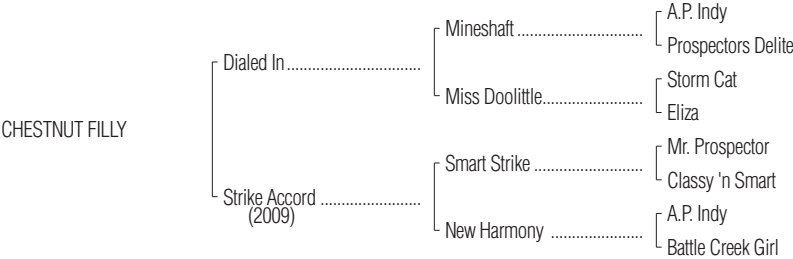 A.P. Indy
Mineshaft ..............................
Prospectors Delite
Dialed In................................
Storm Cat
Miss Doolittle........................
Eliza
CHESTNUT FILLY
Mr. Prospector
Smart Strike ..........................
Classy 'n Smart
Strike Accord ........................
(2009)
A.P. Indy
New Harmony ......................
Battle Creek Girl